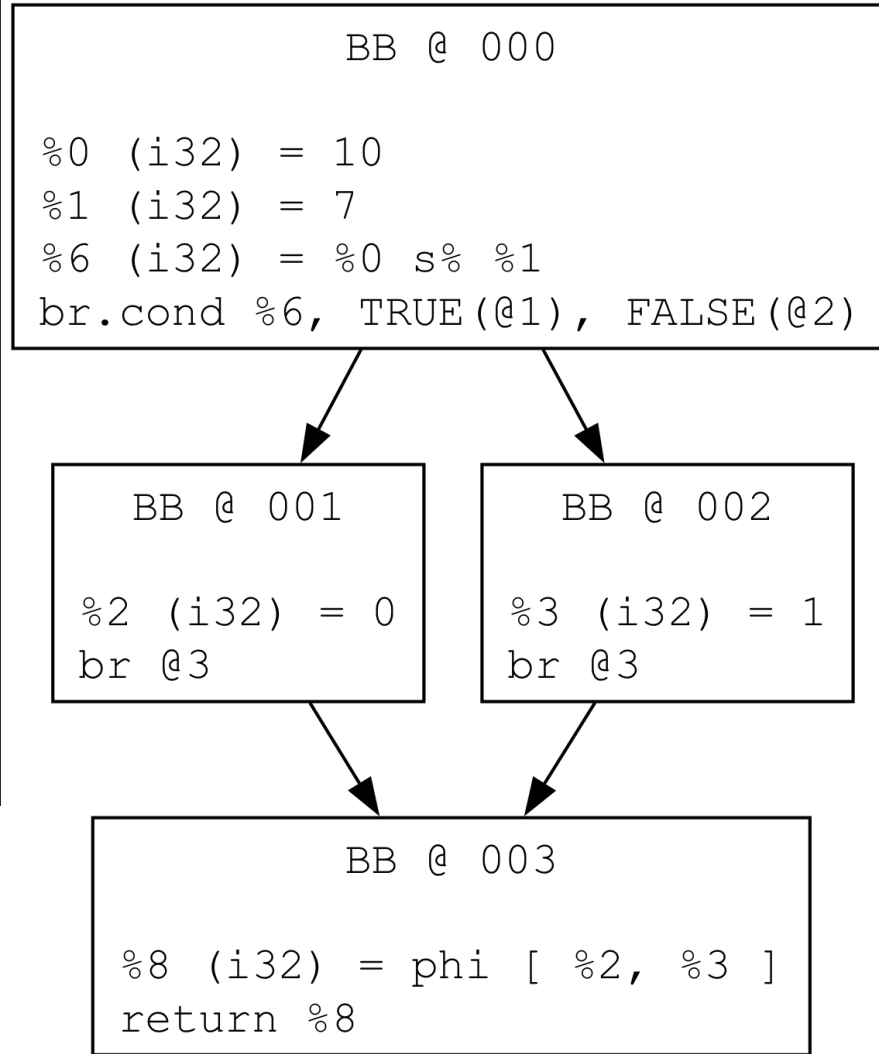 BB @ 000
%0 (i32) = 10
%1 (i32) = 7
%6 (i32) = %0 s% %1
br.cond %6, TRUE(@1), FALSE(@2)
BB @ 001
%2 (i32) = 0
br @3
BB @ 002
%3 (i32) = 1
br @3
BB @ 003
%8 (i32) = phi [ %2, %3 ]
return %8